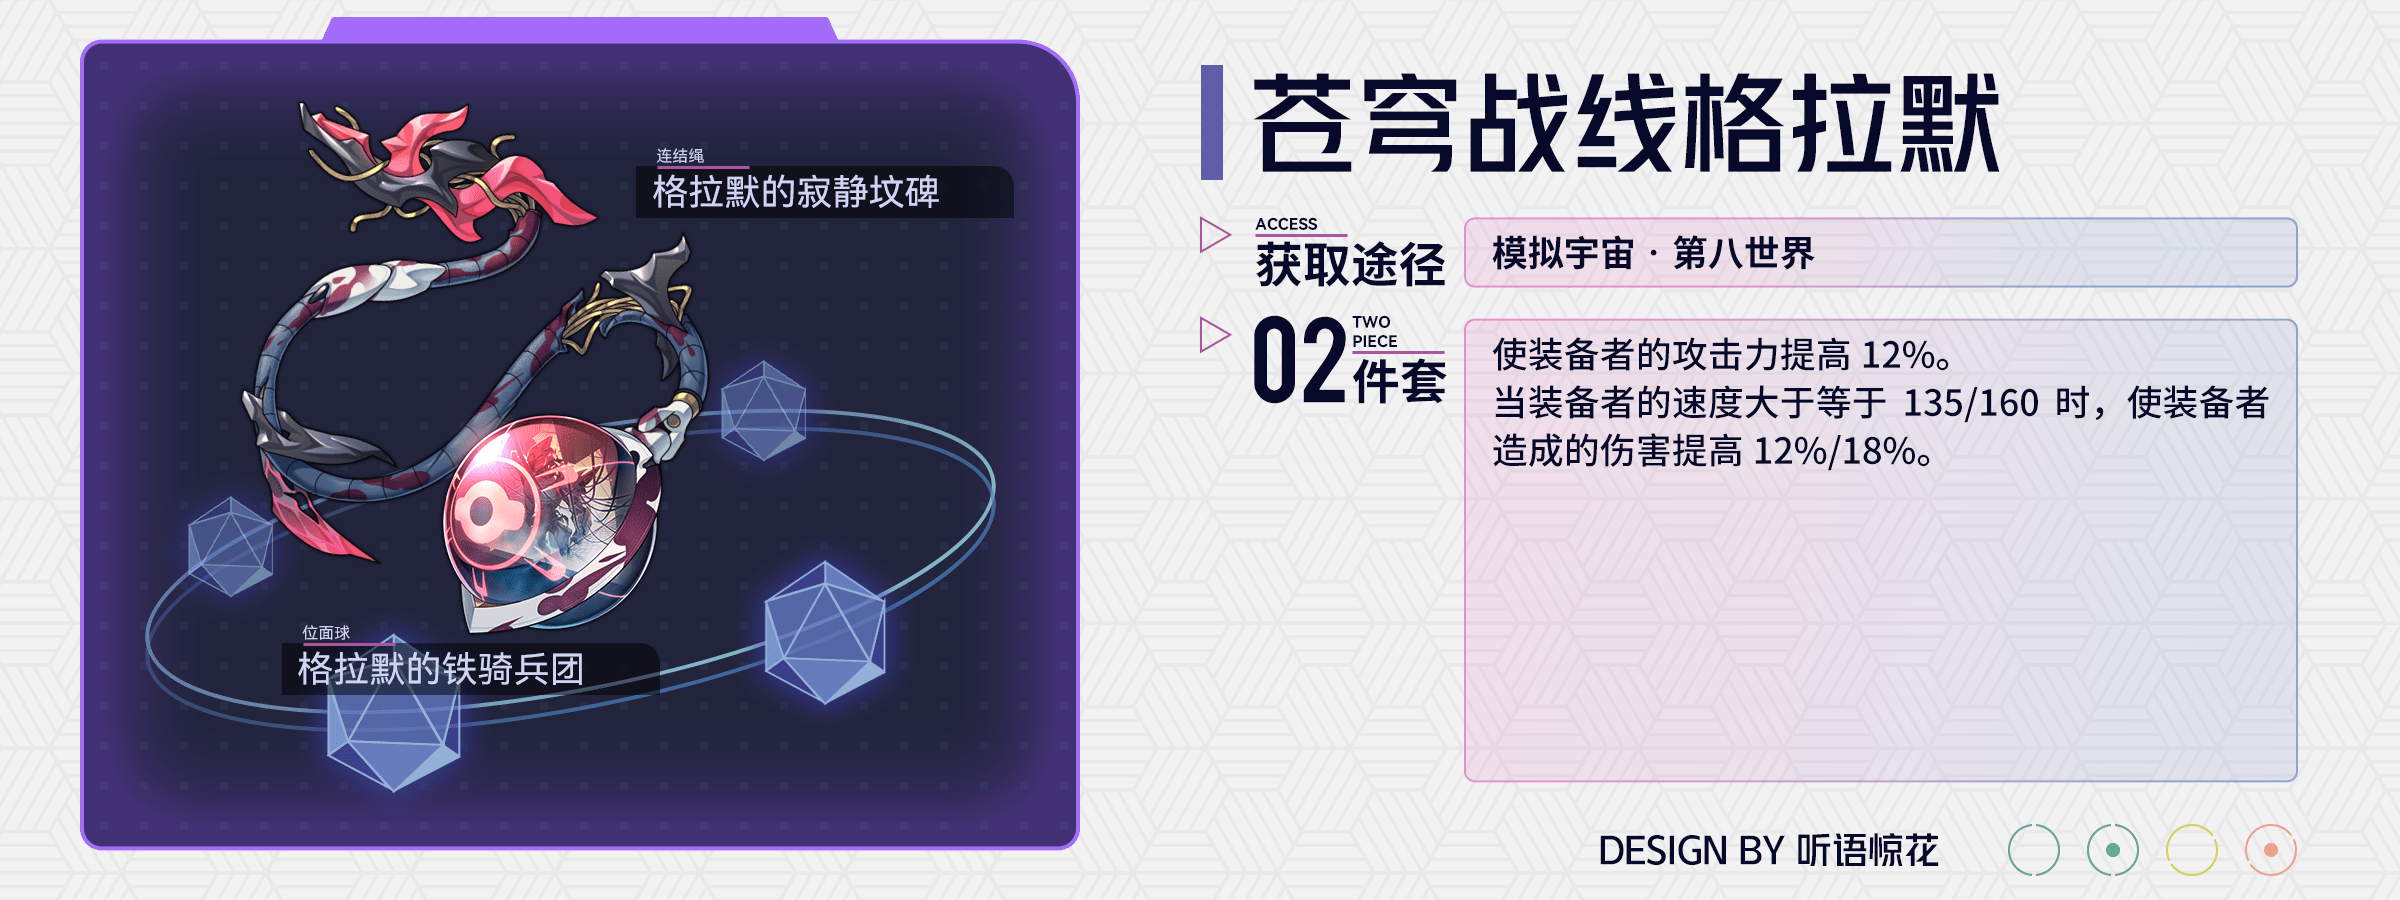 连结绳
格拉默的寂静坟碑
位面球
格拉默的铁骑兵团
苍穹战线格拉默
ACCESS
获取途径
模拟宇宙 · 第八世界
02
TWO
PIECE
件套
使装备者的攻击力提高 12%。
当装备者的速度大于等于 135/160 时，使装备者
造成的伤害提高 12%/18%。
DESIGN BY 听语惊花